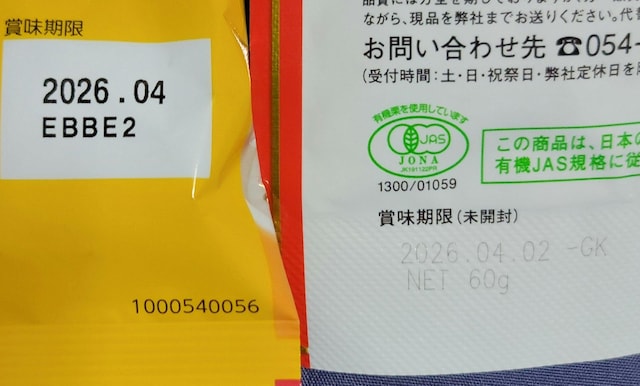 賞味期限
2026.04
EBBE2
1000540056
ながら、現品を弊社までお送りください。代
お問い合わせ先 ☎054-
(受付時間:土・日・祝祭日・弊社定休日を
有機栗を使用しています
JAS
JONA
JK181122PR
1300/01059
この商品は、日本の
有機JAS規格に従
賞味期限(未開封)
2026.04.02 -GK
NET 60g